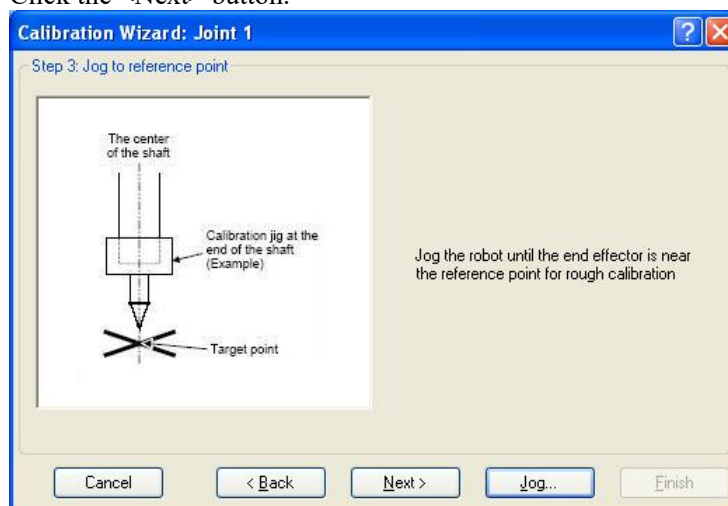 Click the <Next> button.
Calibration Wizard: Joint 1
Step 3: Jog to reference point
The center
of the shaft
Calibration jig at the
end of the shaft
(Example)
Target point
Jog the robot until the end effector is near
the reference point for rough calibration
Cancel
< Back
Next >
Jog...
Finish